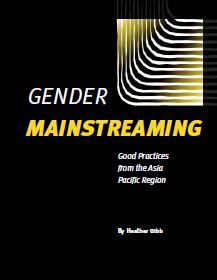 GENDER
MAINSTREAMING
Good Practices
from the Asia
Pacific Region
By Heather Gibb